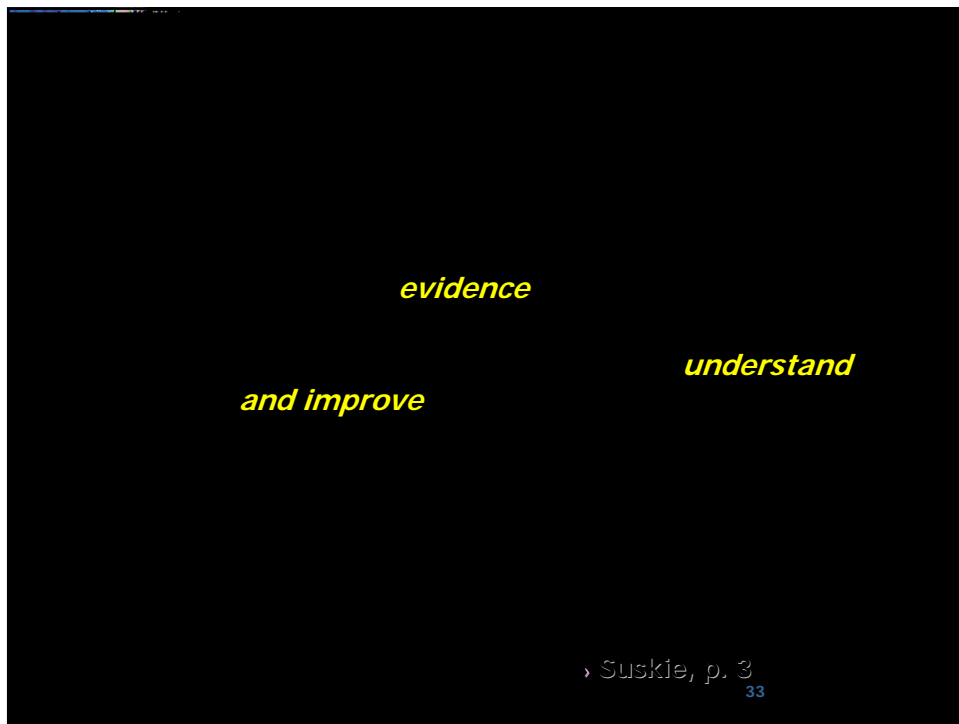 evidence
understand
and improve
› Suskie, p. 3
33